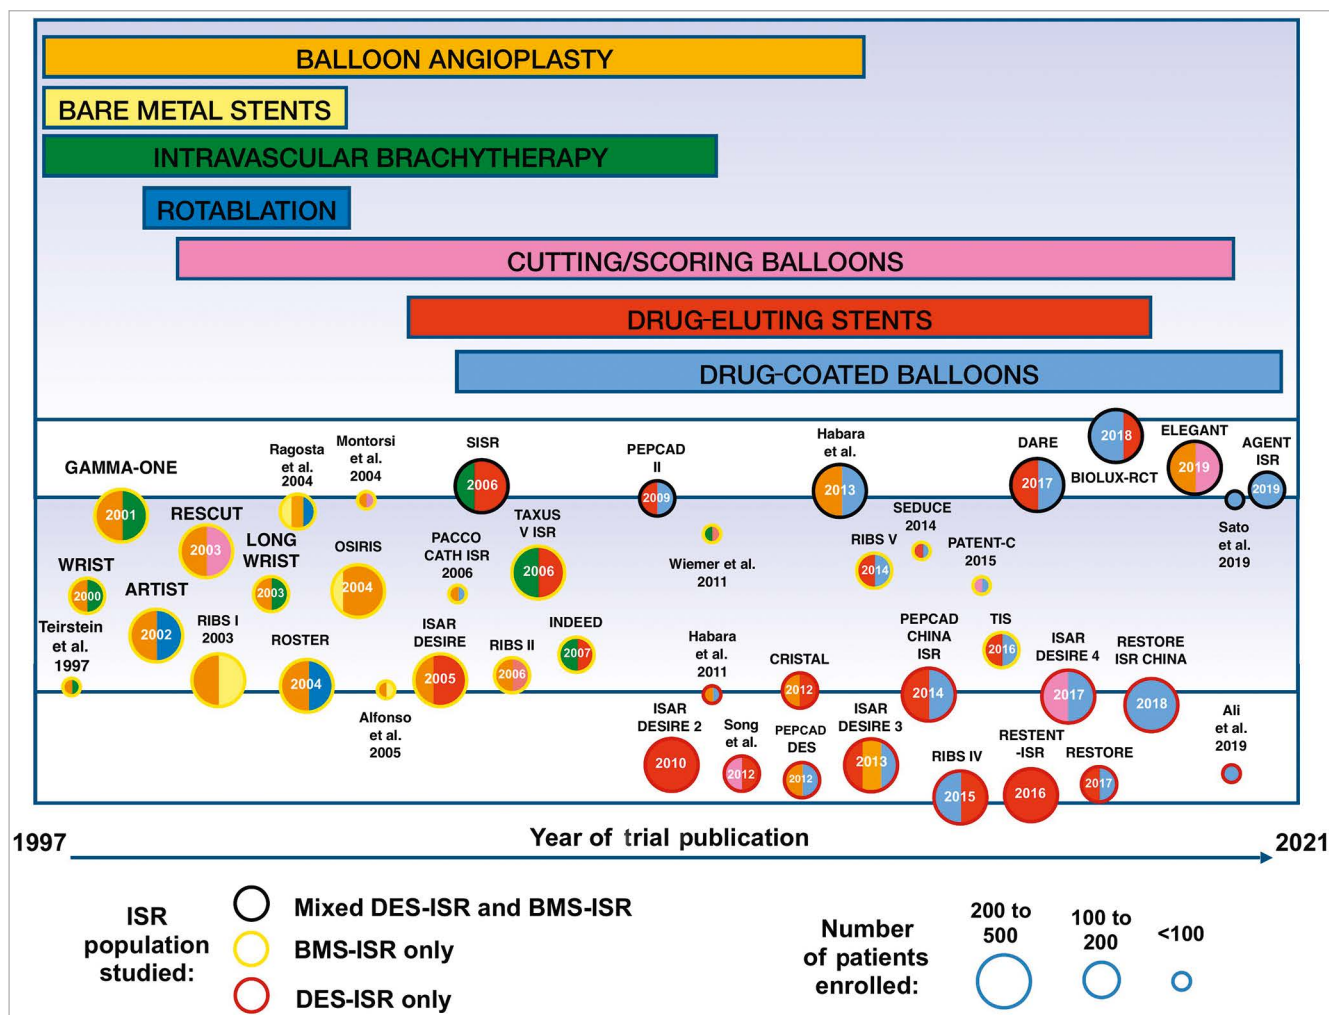 BALLOON ANGIOPLASTY
BARE METAL STENTS
INTRAVASCULAR BRACHYTHERAPY
ROTABLATION
CUTTING/SCORING BALLOONS
DRUG-ELUTING STENTS
DRUG-COATED BALLOONS
GAMMA-ONE
2001
Ragosta
et al.
2004
Montorsi
et al.
2004
SISR
2006
PEPCAD
II
2009
Habara
et al.
2013
DARE
2017
2018
BIOLUX-RCT
ELEGANT
2019
AGENT
ISR
2019
Sato
et al.
2019
WRIST
2000
RESCUT
2003
LONG
WRIST
2003
OSIRIS
2004
PACCO
CATH ISR
2006
TAXUS
V ISR
2006
Wiemer et al.
2011
RIBS V
2014
SEDUCE
2014
PATENT-C
2015
Teirstein
et al.
1997
ARTIST
2002
RIBS I
2003
ROSTER
2004
Alfonso
et al.
2005
ISAR
DESIRE
2005
RIBS II
2006
INDEED
2007
Habara
et al.
2011
CRISTAL
2012
PEPCAD
CHINA
ISR
2014
TIS
2016
ISAR
DESIRE 4
2017
RESTORE
ISR CHINA
2018
ISAR
DESIRE 2
2010
Song
et al.
2012
PEPCAD
DES
2012
ISAR
DESIRE 3
2013
RIBS IV
2015
RESTENT
-ISR
2016
RESTORE
2017
Ali
et al.
2019
1997
Year of trial publication
2021
ISR
population
studied:
Mixed DES-ISR and BMS-ISR
BMS-ISR only
DES-ISR only
Number
of patients
enrolled:
200 to
500
100 to
200
<100